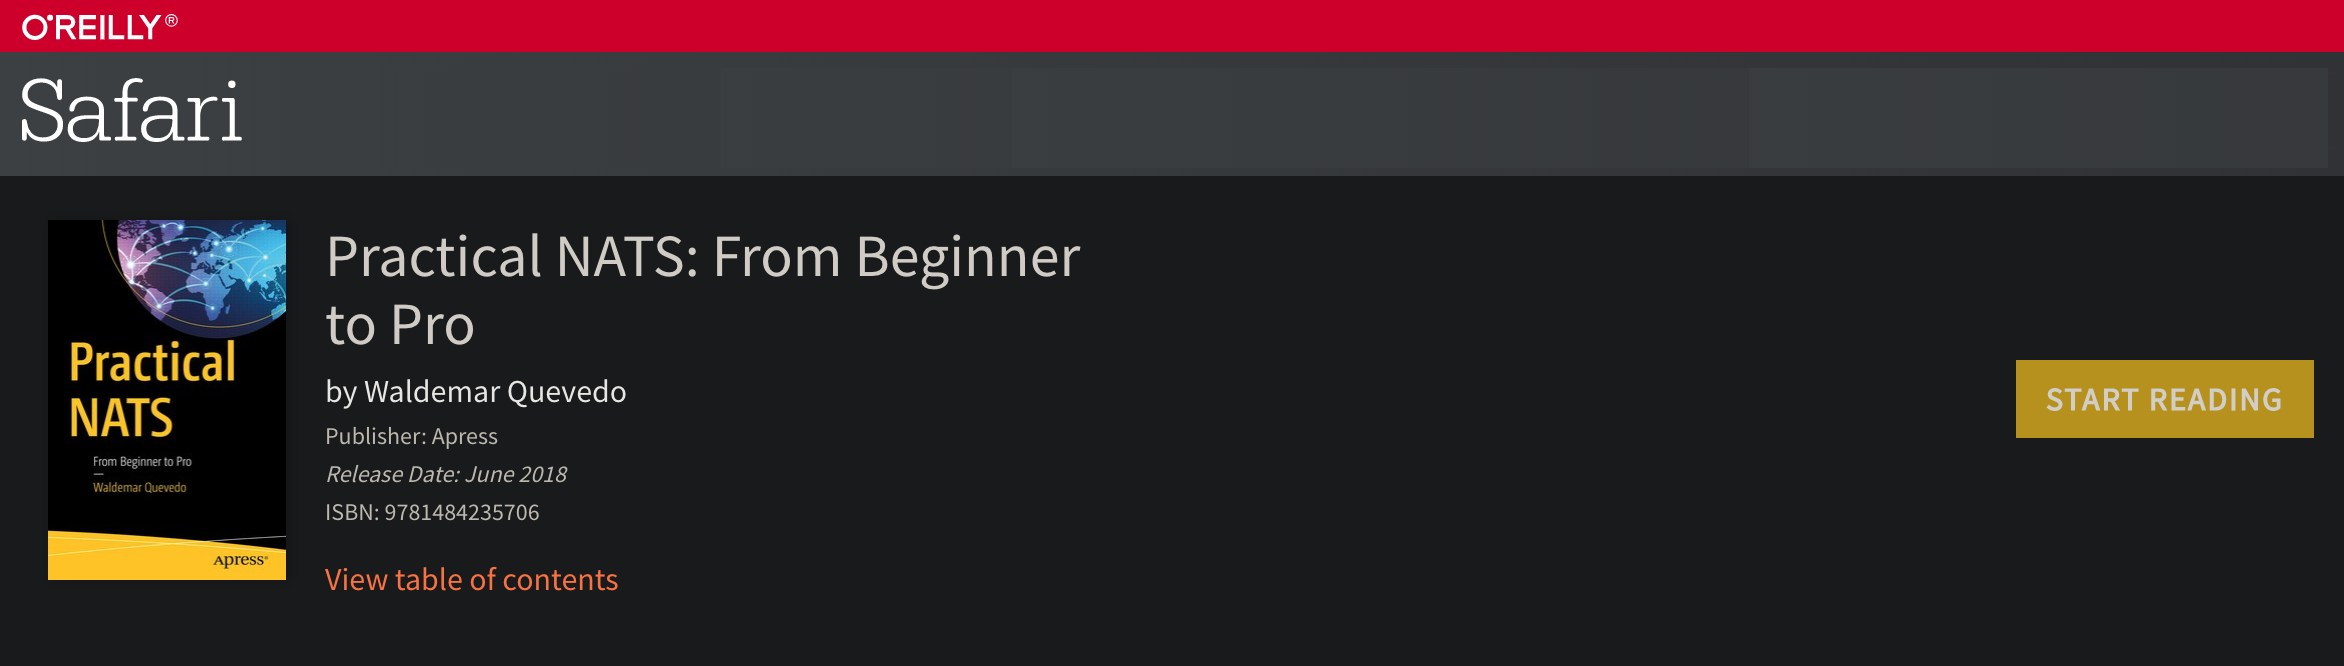 O'REILLY®
Safari
Practical
NATS
From Beginner to Pro
Waldemar Quevedo
Apress®
Practical NATS: From Beginner
to Pro
by Waldemar Quevedo
Publisher: Apress
Release Date: June 2018
ISBN: 9781484235706
View table of contents
START READING